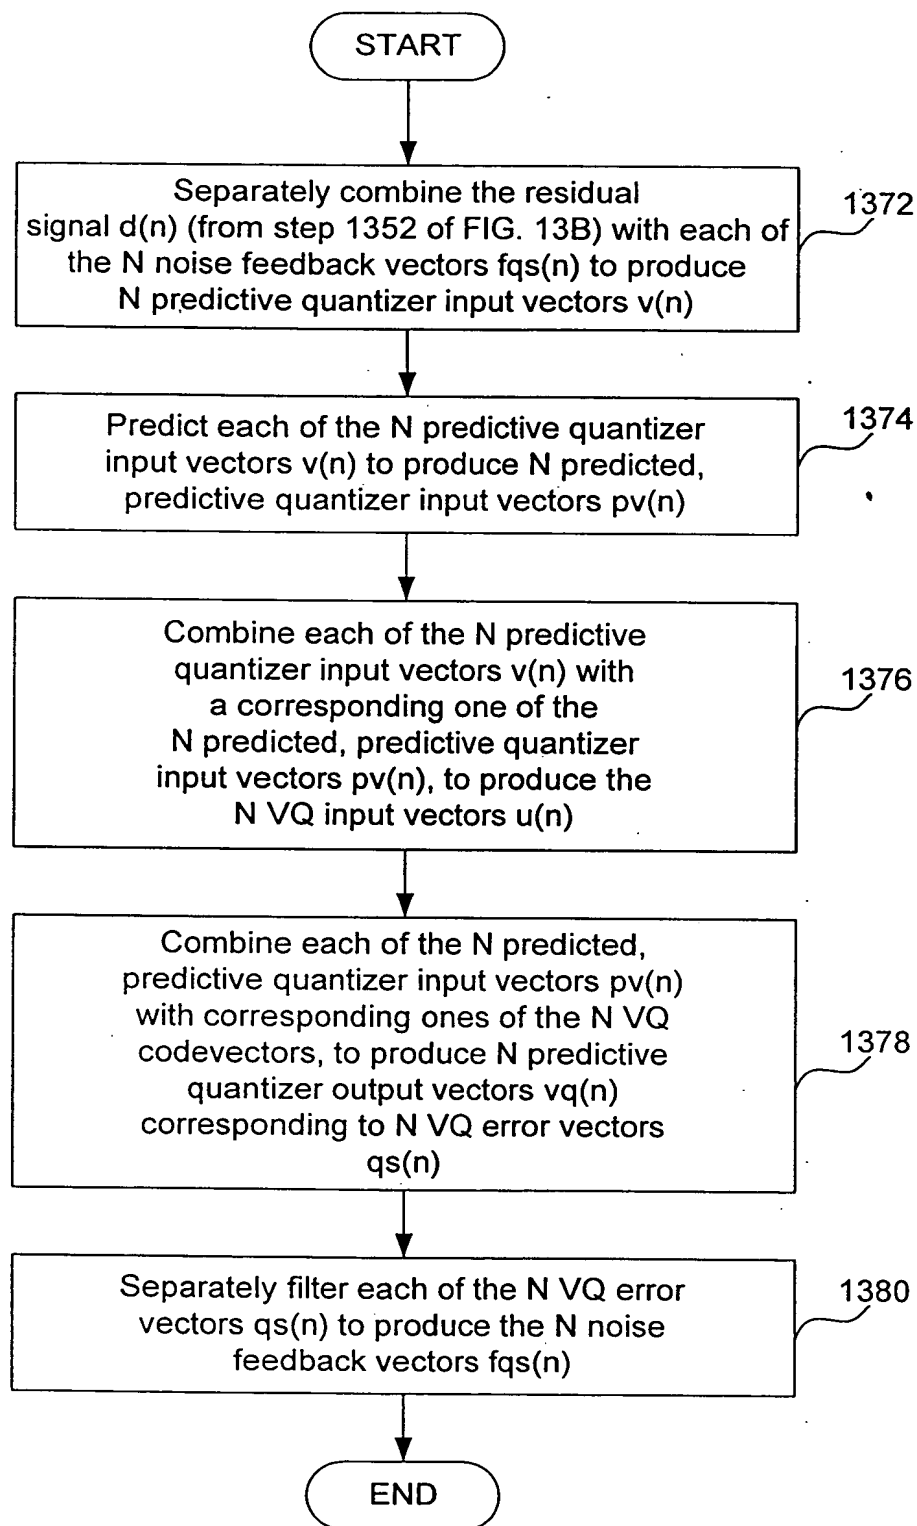 START
Separately combine the residual
signal d(n) (from step 1352 of FIG. 13B) with each of
the N noise feedback vectors fqs(n) to produce
N predictive quantizer input vectors v(n)
1372
Predict each of the N predictive quantizer
input vectors v(n) to produce N predicted,
predictive quantizer input vectors pv(n)
1374
Combine each of the N predictive
quantizer input vectors v(n) with
a corresponding one of the
N predicted, predictive quantizer
input vectors pv(n), to produce the
N VQ input vectors u(n)
1376
Combine each of the N predicted,
predictive quantizer input vectors pv(n)
with corresponding ones of the N VQ
codevectors, to produce N predictive
quantizer output vectors vq(n)
corresponding to N VQ error vectors
qs(n)
1378
Separately filter each of the N VQ error
vectors qs(n) to produce the N noise
feedback vectors fqs(n)
1380
END